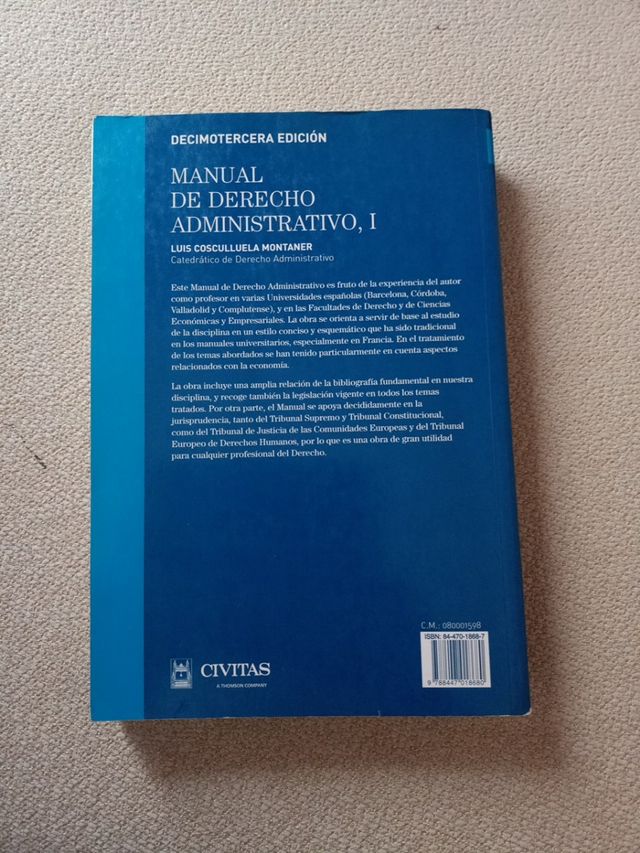 DECIMOTERCERA EDICIÓN
MANUAL
DE DERECHO
ADMINISTRATIVO, I
LUIS COSCULLUELA MONTANER
Catedrático de Derecho Administrativo
Este Manual de Derecho Administrativo es fruto de la experiencia del autor
como profesor en varias Universidades españolas (Barcelona, Córdoba,
Valladolid y Complutense), y en las Facultades de Derecho y de Ciencias
Económicas y Empresariales. La obra se orienta a servir de base al estudio
de la disciplina en un estilo conciso y esquemático que ha sido tradicional
en los manuales universitarios, especialmente en Francia. En el tratamiento
de los temas abordados se han tenido particularmente en cuenta aspectos
relacionados con la economía.
La obra incluye una amplia relación de la bibliografía fundamental en nuestra
disciplina, y recoge también la legislación vigente en todos los temas
tratados. Por otra parte, el Manual se apoya decididamente en la
jurisprudencia, tanto del Tribunal Supremo y Tribunal Constitucional,
como del Tribunal de Justicia de las Comunidades Europeas y del Tribunal
Europeo de Derechos Humanos, por lo que es una obra de gran utilidad
para cualquier profesional del Derecho.
C.M.: 080001598
ISBN: 84-470-1868-7
9 788447 018680
CIVITAS
A THOMSON COMPANY